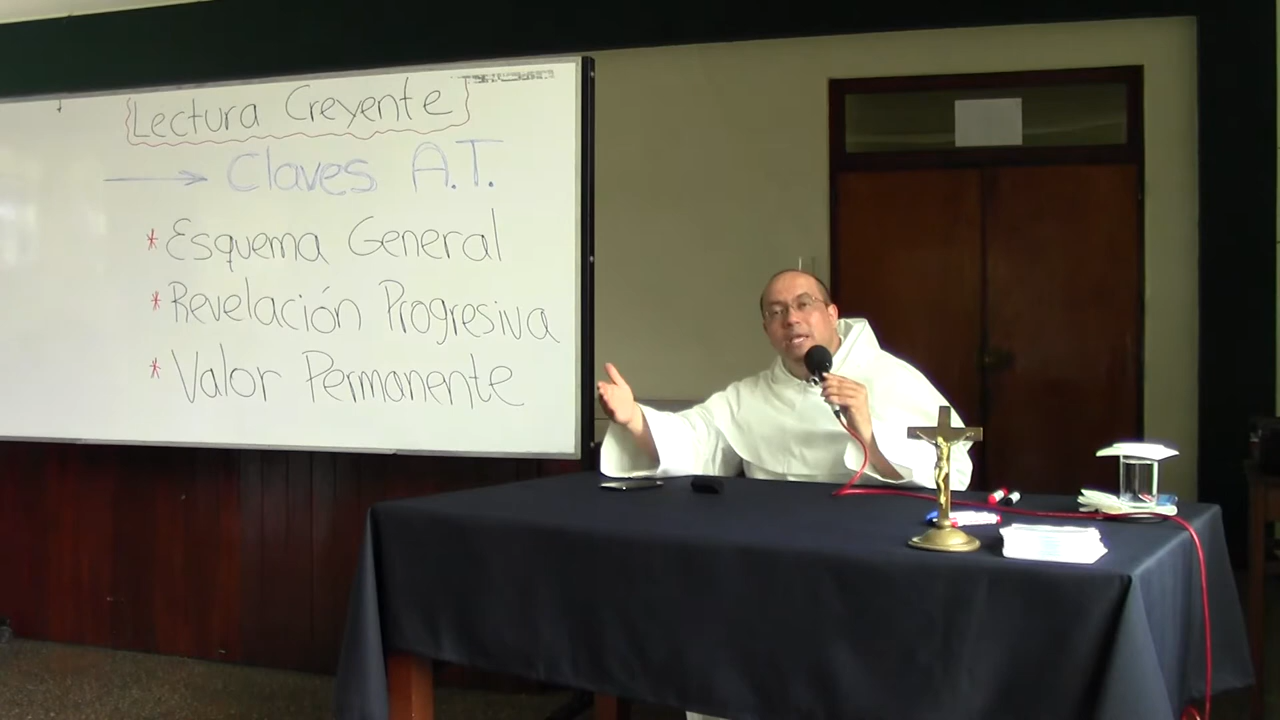 Lectura Creyente
→ Claves A.T.
* Esquema General
* Revelación Progresiva
* Valor Permanente